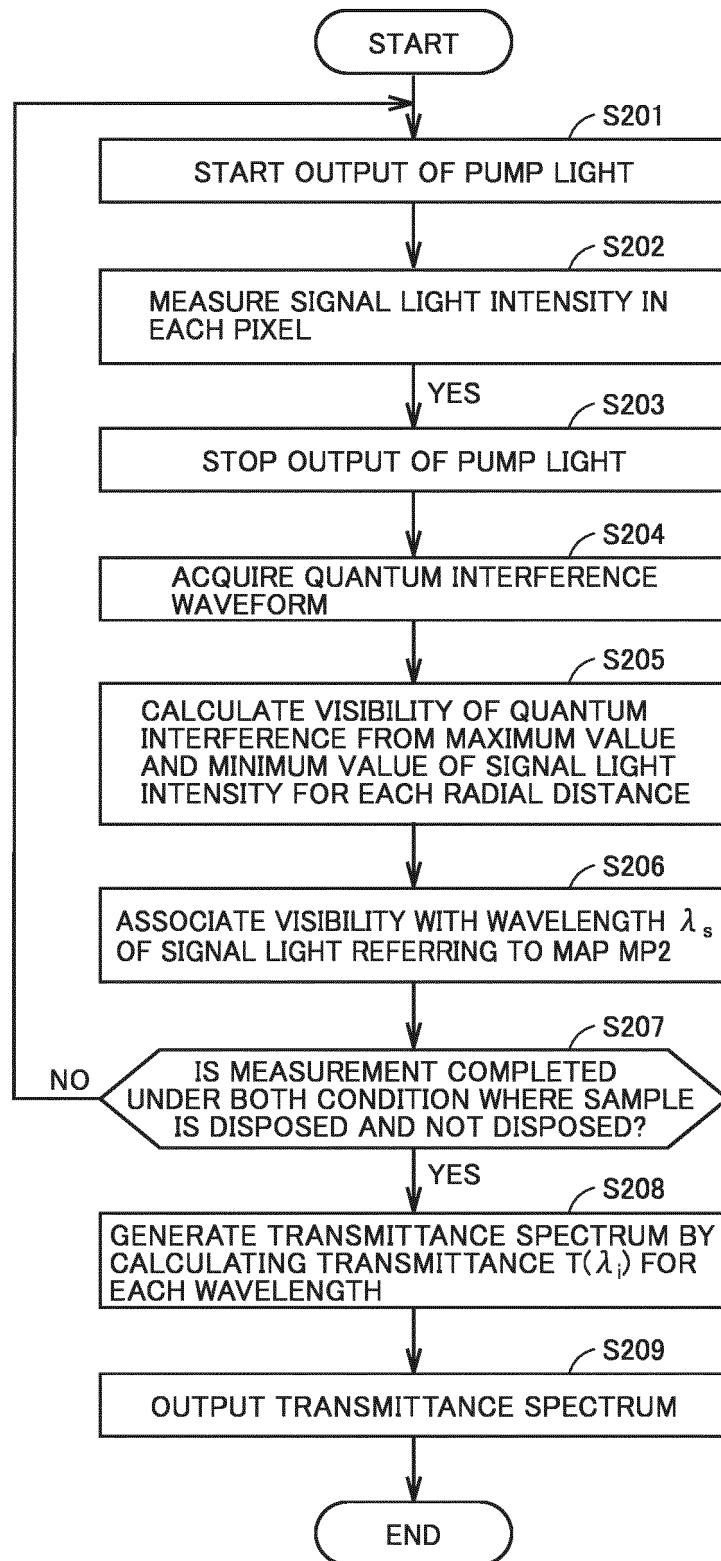 START
S201
START OUTPUT OF PUMP LIGHT
S202
MEASURE SIGNAL LIGHT INTENSITY IN
EACH PIXEL
YES
S203
STOP OUTPUT OF PUMP LIGHT
S204
ACQUIRE QUANTUM INTERFERENCE
WAVEFORM
S205
CALCULATE VISIBILITY OF QUANTUM
INTERFERENCE FROM MAXIMUM VALUE
AND MINIMUM VALUE OF SIGNAL LIGHT
INTENSITY FOR EACH RADIAL DISTANCE
S206
ASSOCIATE VISIBILITY WITH WAVELENGTH λs
OF SIGNAL LIGHT REFERRING TO MAP MP2
S207
NO
IS MEASUREMENT COMPLETED
UNDER BOTH CONDITION WHERE SAMPLE
IS DISPOSED AND NOT DISPOSED?
YES
S208
GENERATE TRANSMITTANCE SPECTRUM BY
CALCULATING TRANSMITTANCE T(λi) FOR
EACH WAVELENGTH
S209
OUTPUT TRANSMITTANCE SPECTRUM
END